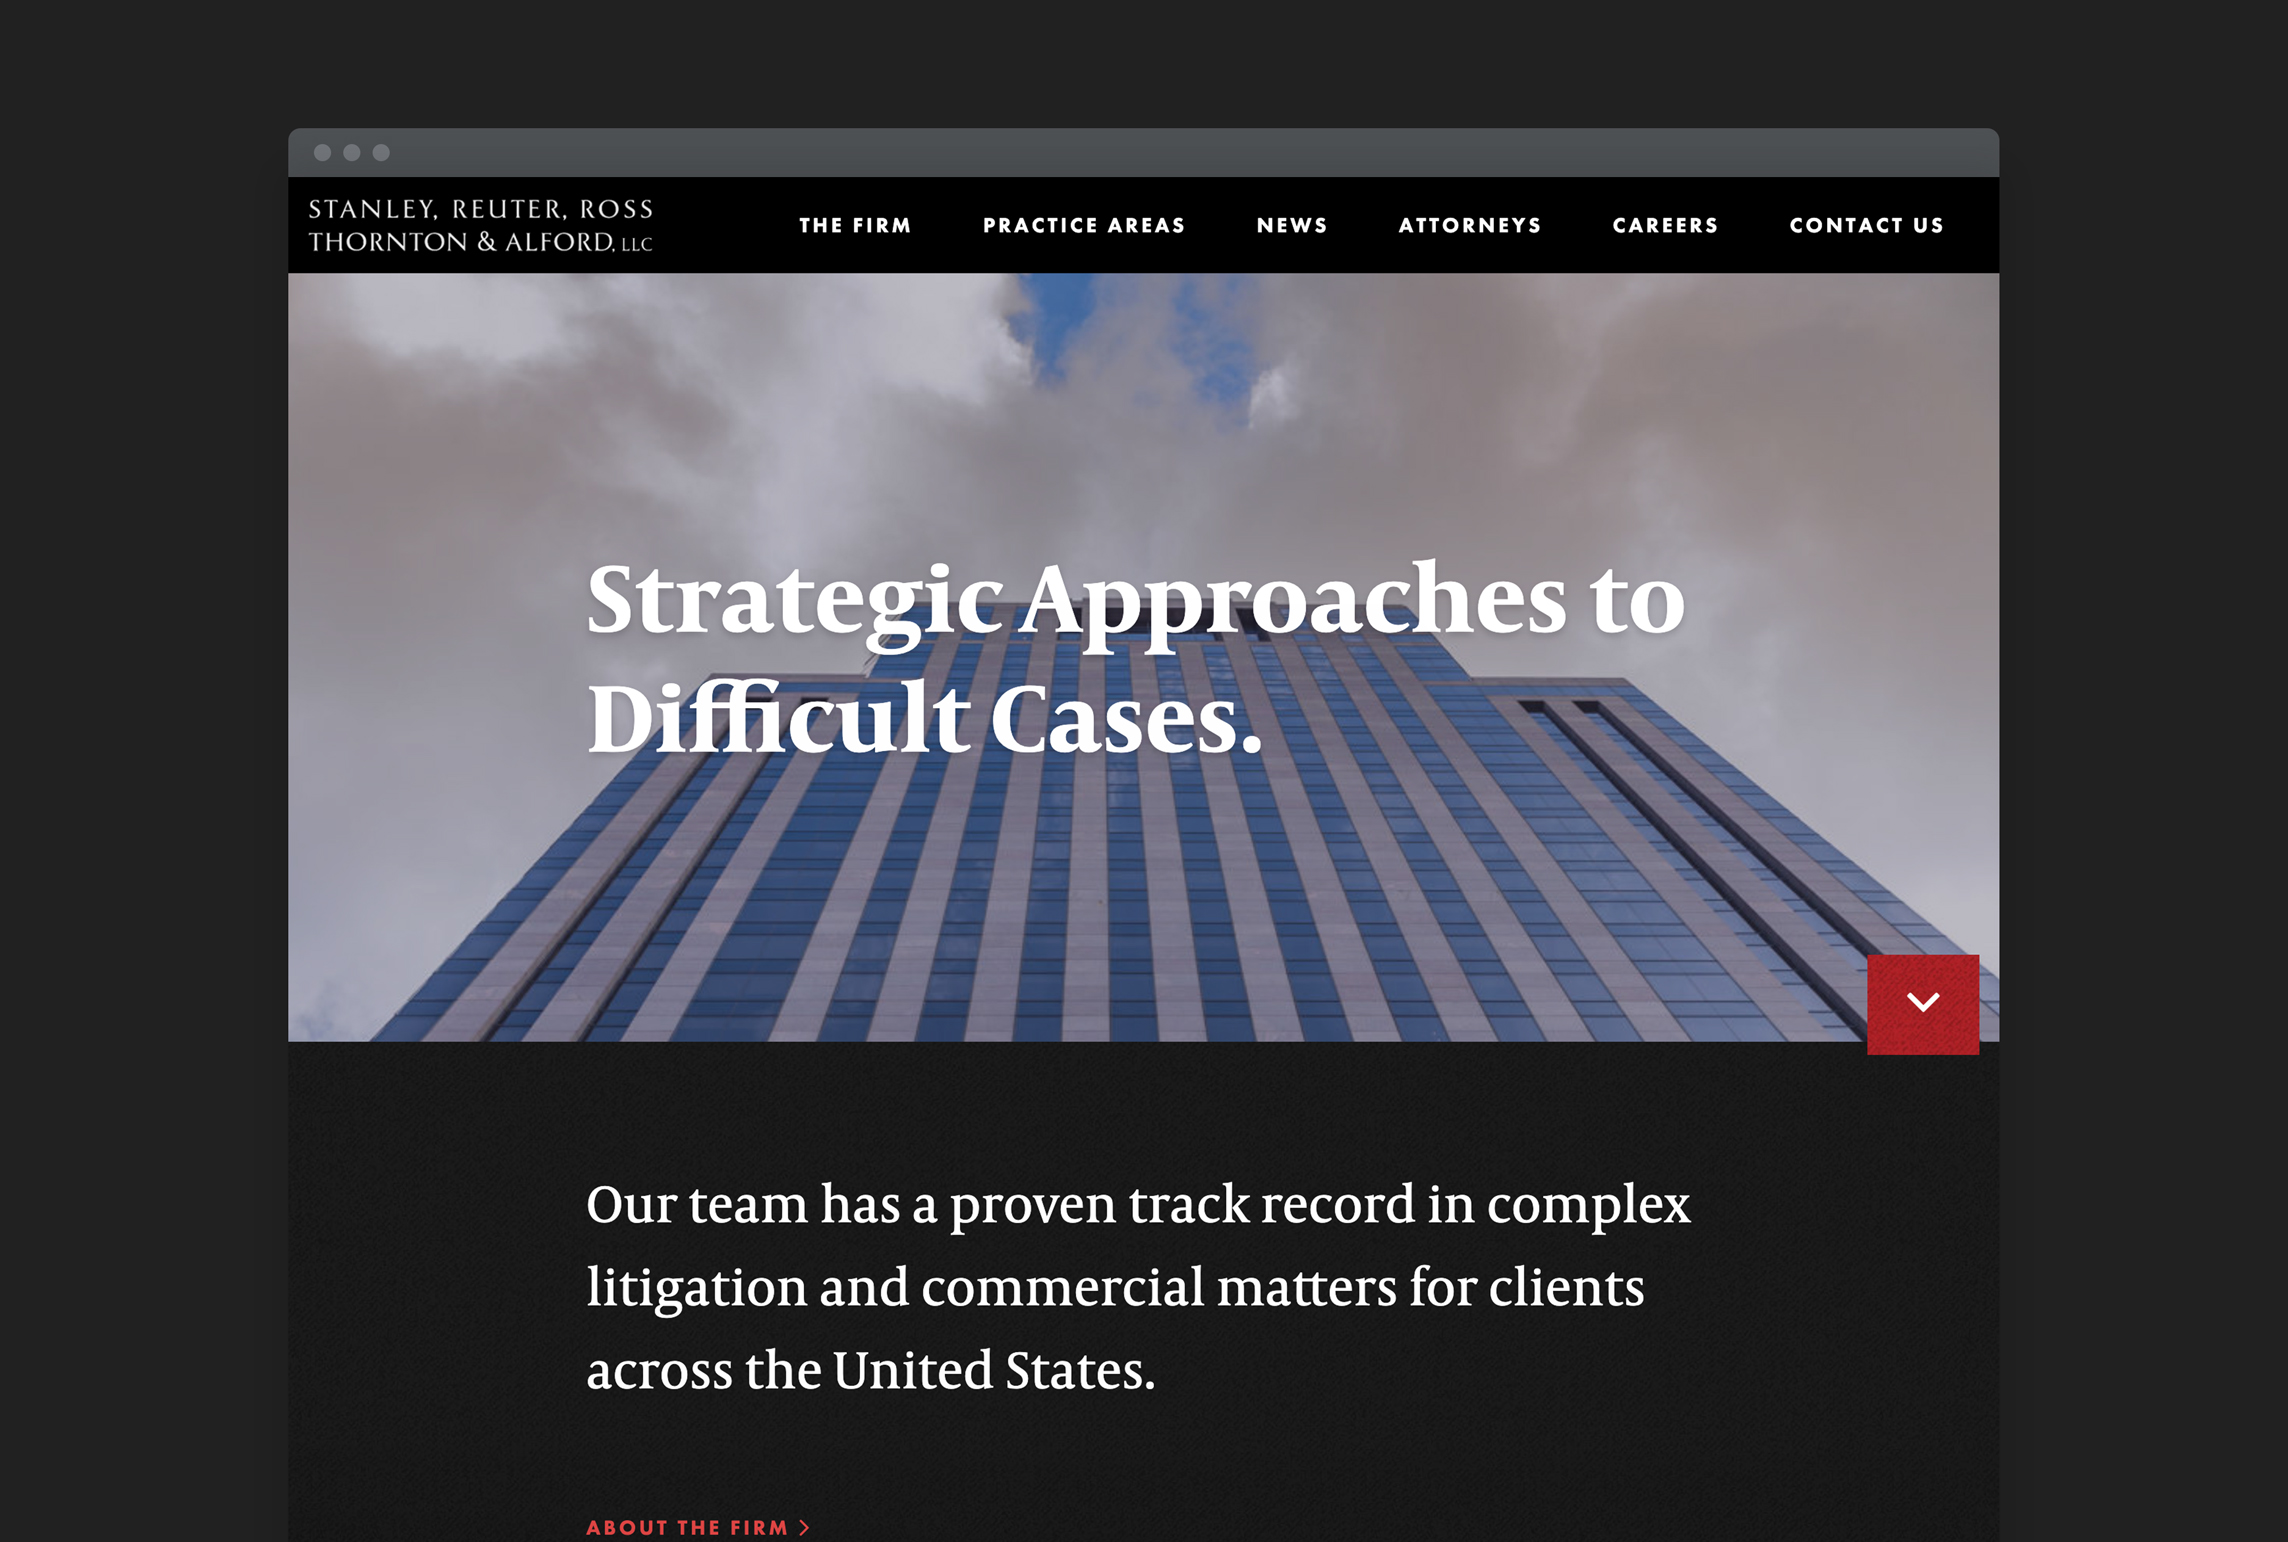 STANLEY, REUTER, ROSS
THORNTON & ALFORD, LLC
THE FIRM
PRACTICE AREAS
NEWS
ATTORNEYS
CAREERS
CONTACT US
Strategic Approaches to
Difficult Cases.
Our team has a proven track record in complex
litigation and commercial matters for clients
across the United States.
ABOUT THE FIRM >